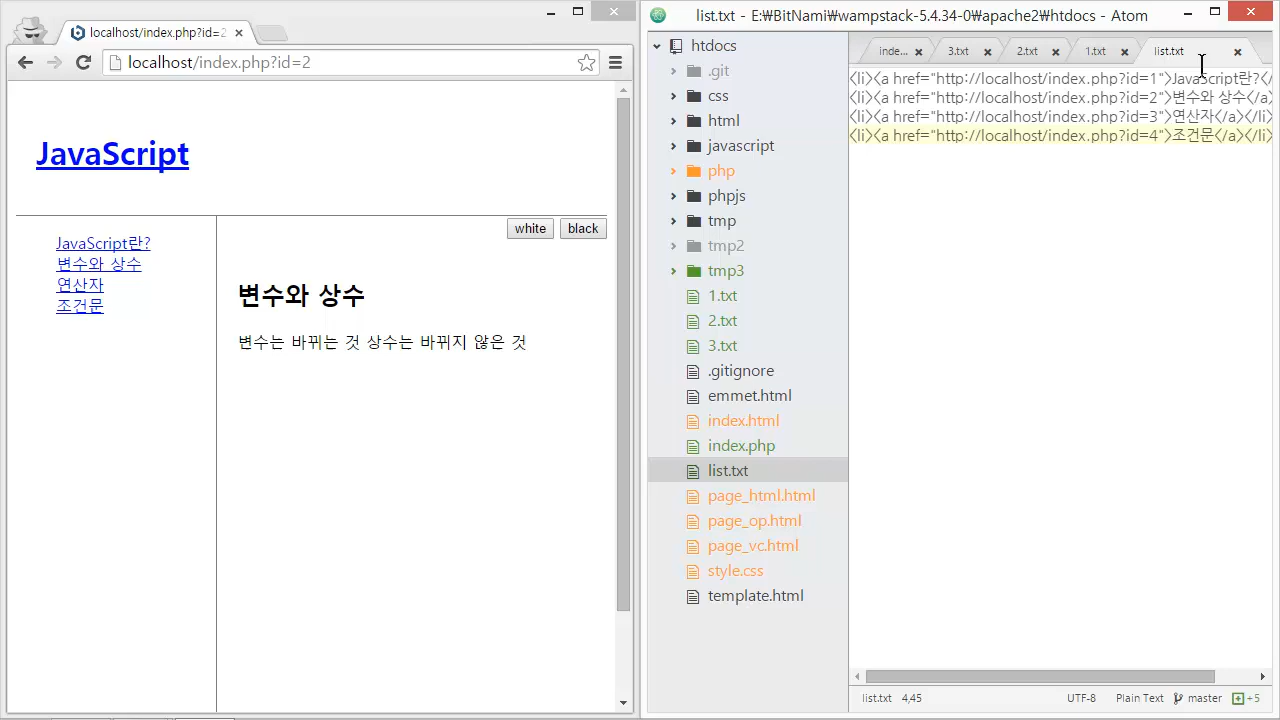 localhost/index.php?id=2
localhost/index.php?id=2
JavaScript
white
black
JavaScript란?
변수와 상수
연산자
조건문
변수와 상수
변수는 바뀌는 것 상수는 바뀌지 않은 것
list.txt - E:₩BitNami₩wampstack-5.4.34-0₩apache2₩htdocs - Atom
htdocs
.git
css
html
javascript
php
phpjs
tmp
tmp2
tmp3
1.txt
2.txt
3.txt
.gitignore
emmet.html
index.html
index.php
list.txt
page_html.html
page_op.html
page_vc.html
style.css
template.html
inde...
3.txt
2.txt
1.txt
list.txt
<li><a href="http://localhost/index.php?id=1">JavaScript란?</
<li><a href="http://localhost/index.php?id=2">변수와 상수</a>
<li><a href="http://localhost/index.php?id=3">연산자</a></li>
<li><a href="http://localhost/index.php?id=4">조건문</a></li>
list.txt 4,45
UTF-8 Plain Text master +5